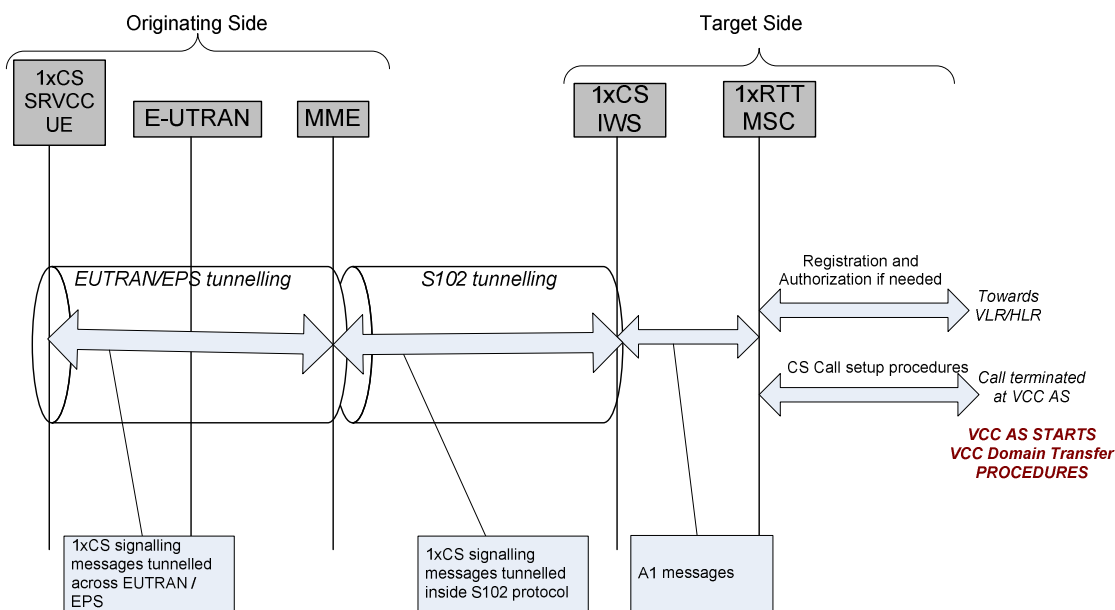 Originating Side
Target Side
1xCS
SRVCC
UE
E-UTRAN
MME
1xCS
IWS
1xRTT
MSC
EUTRAN/EPS tunnelling
S102 tunnelling
Registration and
Authorization if needed
Towards
VLR/HLR
CS Call setup procedures
Call terminated
at VCC AS
VCC AS STARTS
VCC Domain Transfer
PROCEDURES
1xCS signalling
messages tunnelled
across EUTRAN /
EPS
1xCS signalling
messages tunnelled
inside S102 protocol
A1 messages